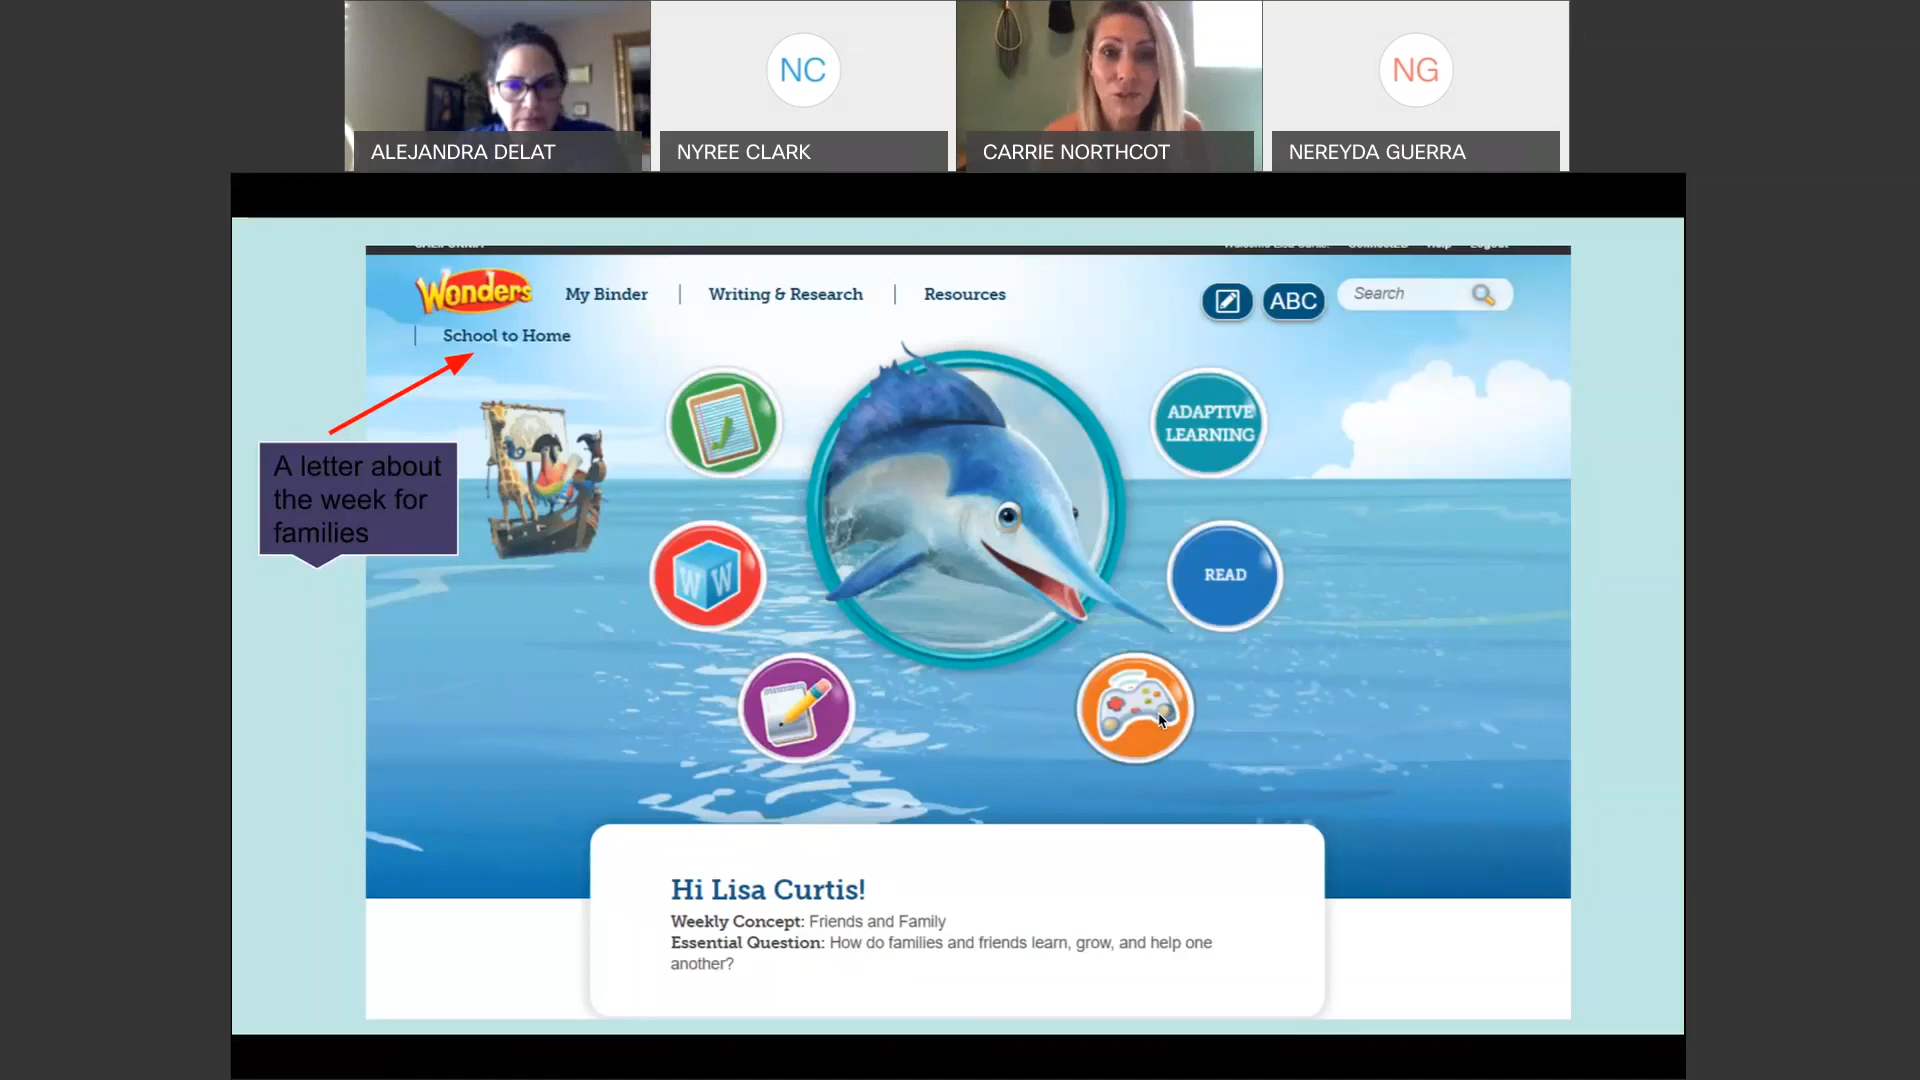 NC
NG
ALEJANDRA DELAT
NYREE CLARK
CARRIE NORTHCOT
NEREYDA GUERRA
Wonders
My Binder | Writing & Research | Resources
ABC
Search
| School to Home
ADAPTIVE
LEARNING
A letter about
the week for
families
W W
READ
Hi Lisa Curtis!
Weekly Concept: Friends and Family
Essential Question: How do families and friends learn, grow, and help one
another?